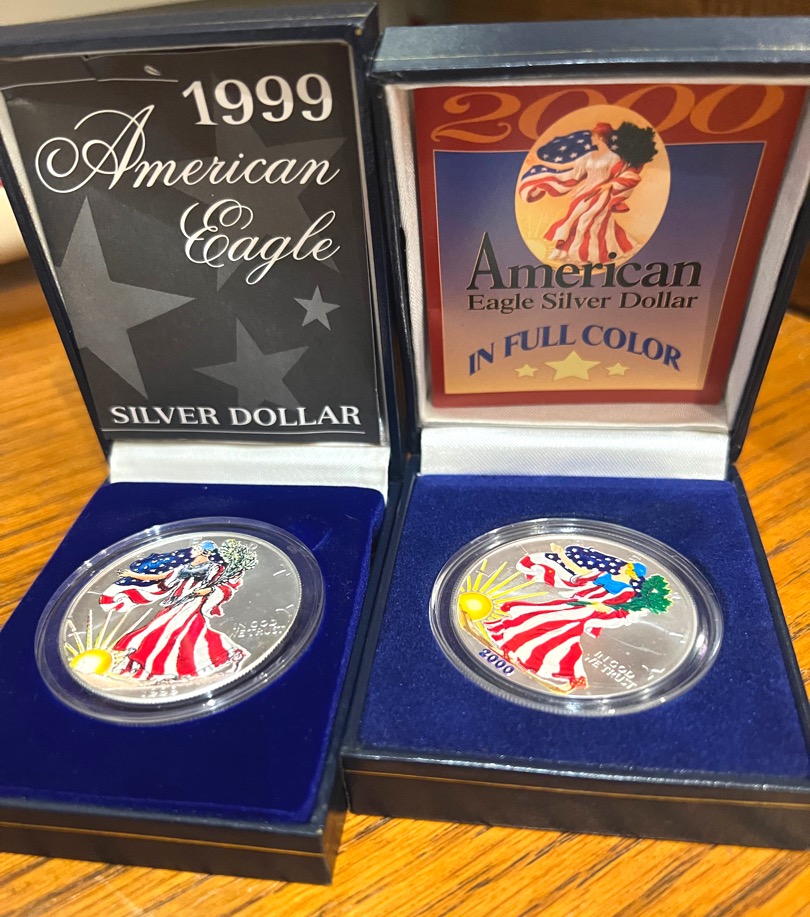 1999
American
Eagle
SILVER DOLLAR
2000
American
Eagle Silver Dollar
IN FULL COLOR
IN GOD
WE TRUST
1999
IN GOD
WE TRUST
2000